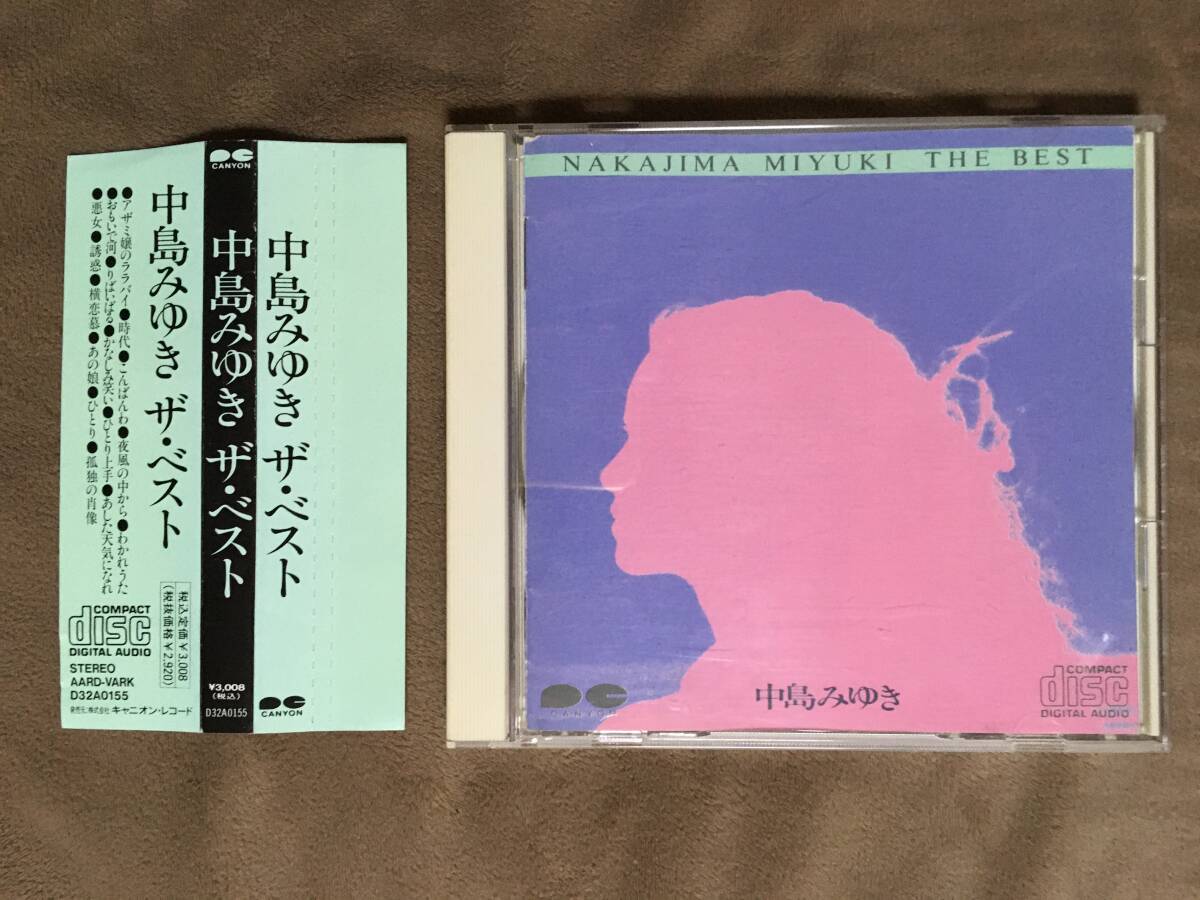 中島みゆき ザ・ベスト
●アザミ嬢のララバイ●時代●こんばんわ●夜風の中から●わかれうた
●おもいで河●りばいばる●かなしみ笑い●ひとり上手●あした天気になれ
●悪女●誘惑●横恋慕●あの娘●ひとり●孤独の肖像
税込定価¥3,008
(税抜価格¥2,920)
COMPACT
disc
DIGITAL AUDIO
STEREO
AARD-VARK
D32A0155
発売元:株式会社 キャニオン・レコード
CANYON
中島みゆき ザ・ベスト
¥3,008
(税込)
D32A0155
中島みゆき ザ・ベスト
CANYON
NAKAJIMA MIYUKI THE BEST
CANYON
中島みゆき
COMPACT
disc
DIGITAL AUDIO